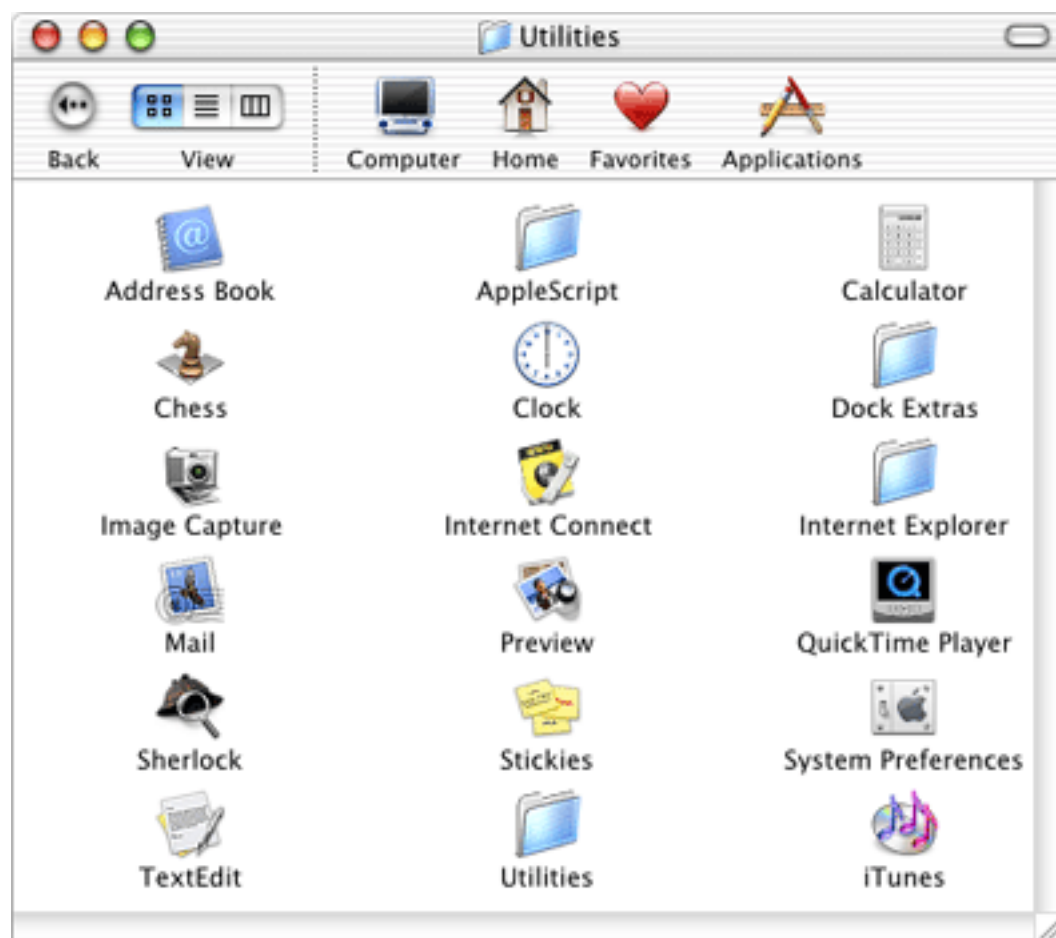 Utilities
Back View Computer Home Favorites Applications
Address Book AppleScript Calculator
Chess Clock Dock Extras
Image Capture Internet Connect Internet Explorer
Mail Preview QuickTime Player
Sherlock Stickies System Preferences
TextEdit Utilities iTunes